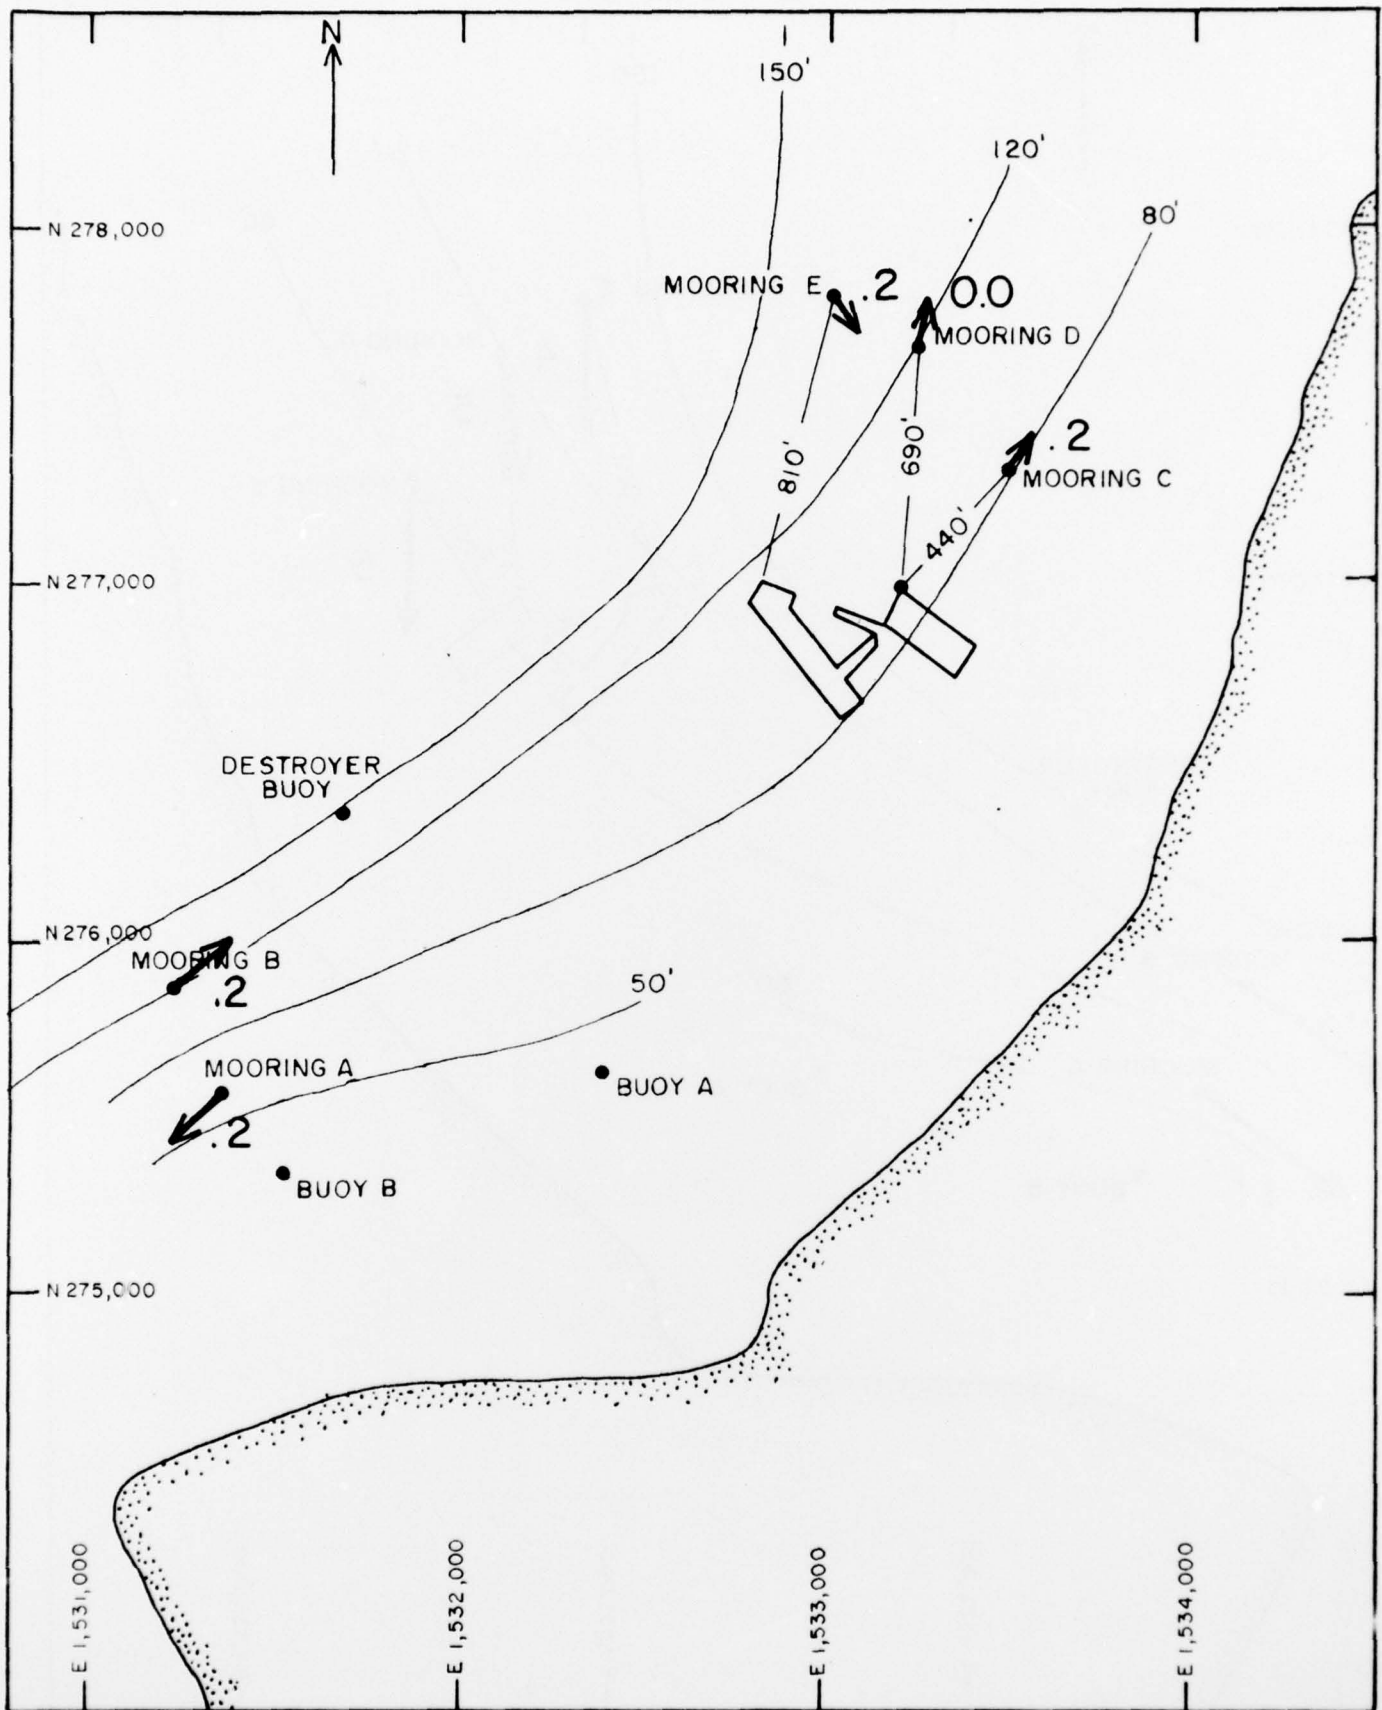 N
150'
120'
80'
N 278,000
MOORING E
.2
0.0
MOORING D
.2
MOORING C
810'
690'
440'
N 277,000
DESTROYER
BUOY
N 276,000
MOORING B
.2
50'
MOORING A
.2
BUOY A
BUOY B
N 275,000
E 1,531,000
E 1,532,000
E 1,533,000
E 1,534,000